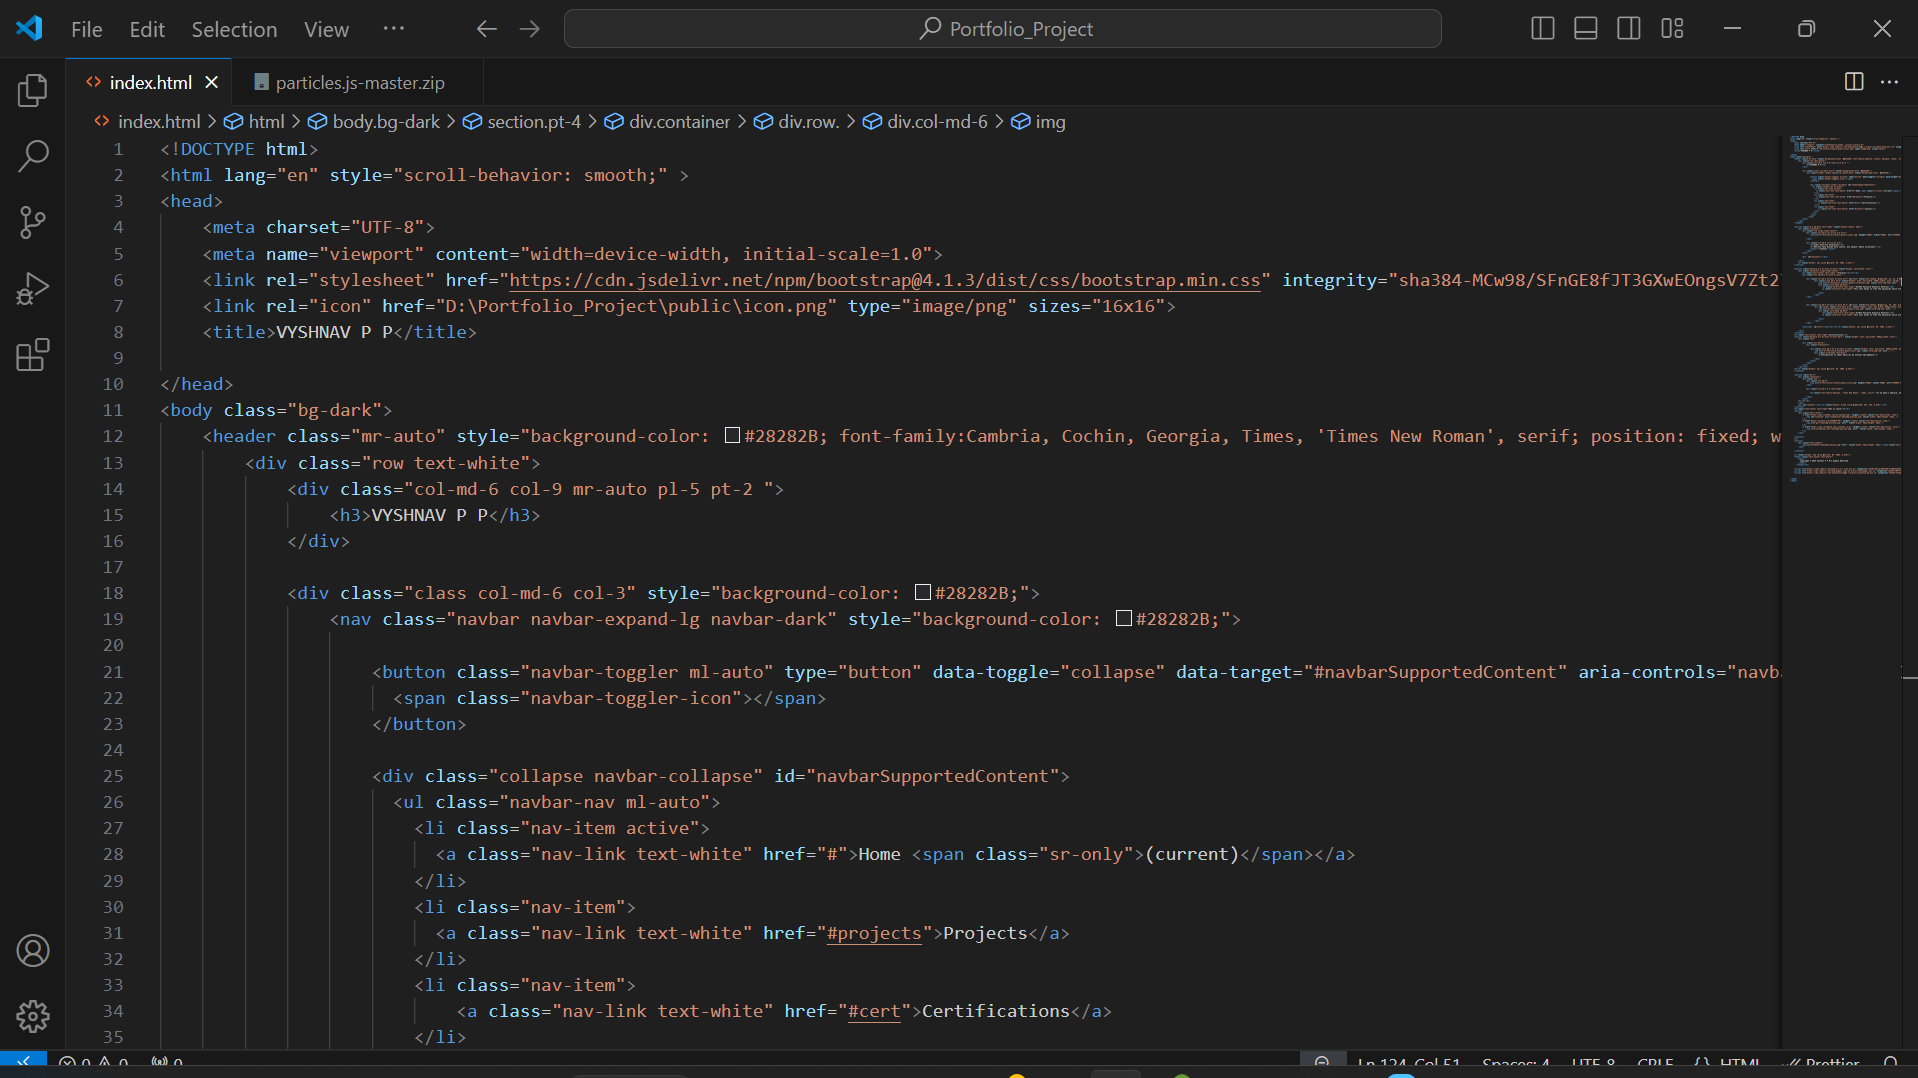 File Edit Selection View ··· Portfolio_Project
index.html particles.js-master.zip
index.html > html > body.bg-dark > section.pt-4 > div.container > div.row. > div.col-md-6 > img
1 <!DOCTYPE html>
2 <html lang="en" style="scroll-behavior: smooth;" >
3 <head>
4 <meta charset="UTF-8">
5 <meta name="viewport" content="width=device-width, initial-scale=1.0">
6 <link rel="stylesheet" href="https://cdn.jsdelivr.net/npm/bootstrap@4.1.3/dist/css/bootstrap.min.css" integrity="sha384-MCw98/SFnGE8fJT3GXwEOngsV7Zt2
7 <link rel="icon" href="D:\Portfolio_Project\public\icon.png" type="image/png" sizes="16x16">
8 <title>VYSHNAV P P</title>
9
10 </head>
11 <body class="bg-dark">
12 <header class="mr-auto" style="background-color: #28282B; font-family:Cambria, Cochin, Georgia, Times, 'Times New Roman', serif; position: fixed; w
13 <div class="row text-white">
14 <div class="col-md-6 col-9 mr-auto pl-5 pt-2 ">
15 <h3>VYSHNAV P P</h3>
16 </div>
17
18 <div class="class col-md-6 col-3" style="background-color: #28282B;">
19 <nav class="navbar navbar-expand-lg navbar-dark" style="background-color: #28282B;">
20
21 <button class="navbar-toggler ml-auto" type="button" data-toggle="collapse" data-target="#navbarSupportedContent" aria-controls="navba
22 <span class="navbar-toggler-icon"></span>
23 </button>
24
25 <div class="collapse navbar-collapse" id="navbarSupportedContent">
26 <ul class="navbar-nav ml-auto">
27 <li class="nav-item active">
28 <a class="nav-link text-white" href="#">Home <span class="sr-only">(current)</span></a>
29 </li>
30 <li class="nav-item">
31 <a class="nav-link text-white" href="#projects">Projects</a>
32 </li>
33 <li class="nav-item">
34 <a class="nav-link text-white" href="#cert">Certifications</a>
35 </li>
0 0 0 Ln 124, Col 51 Spaces: 4 UTF-8 CRLF {} HTML Prettier